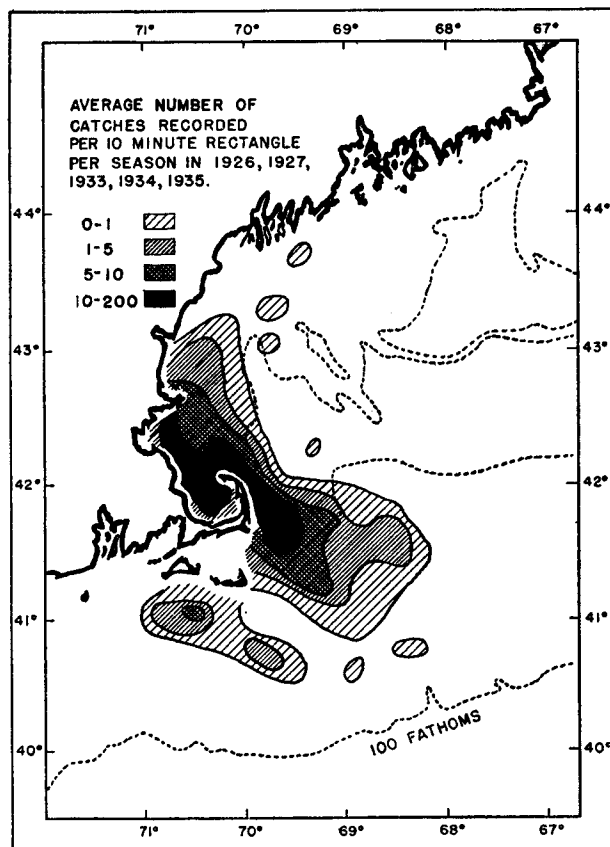 71° 70° 69° 68° 67°
AVERAGE NUMBER OF
CATCHES RECORDED
PER 10 MINUTE RECTANGLE
PER SEASON IN 1926, 1927,
1933, 1934, 1935.
0-1
1-5
5-10
10-200
44° 44°
43° 43°
42° 42°
41° 41°
40° 40°
100 FATHOMS
71° 70° 69° 68° 67°